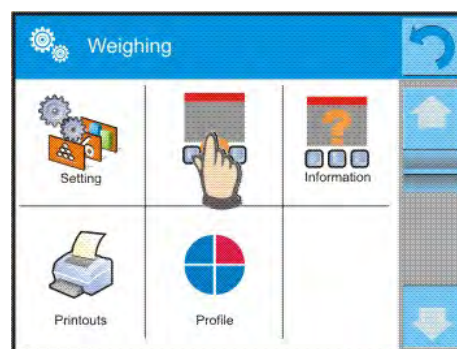 Weighing
Setting
Information
Printouts
Profile